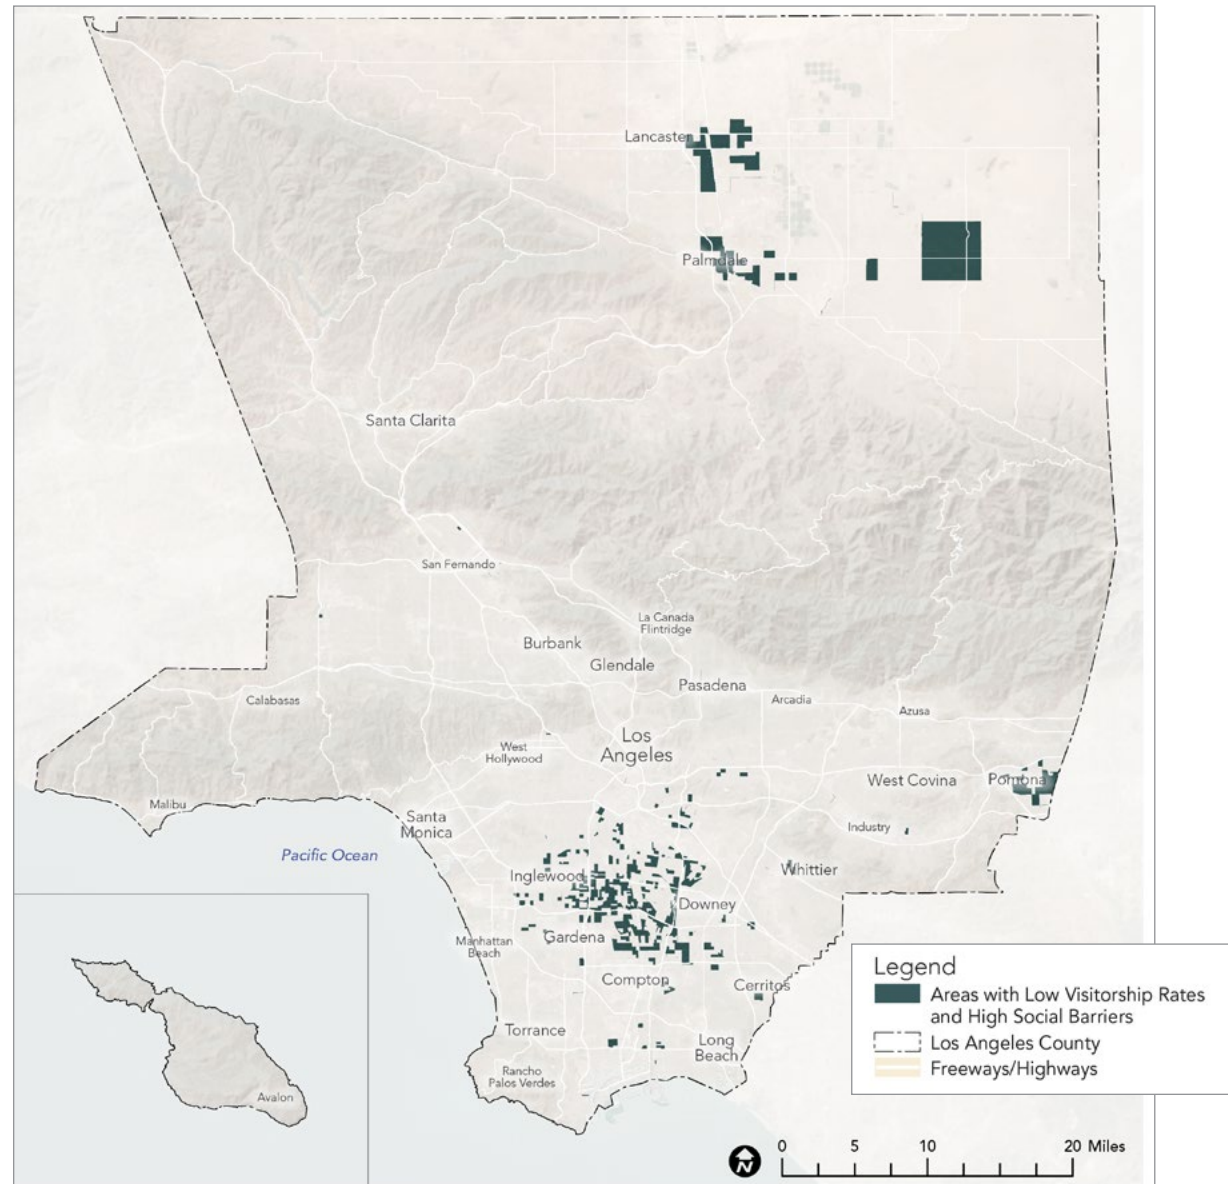 Lancaster
Palmdale
Santa Clarita
San Fernando
La Canada
Flintridge
Burbank
Glendale
Pasadena
Arcadia
Azusa
Calabasas
West
Hollywood
Los
Angeles
West Covina
Pomona
Malibu
Santa
Monica
Industry
Pacific Ocean
Inglewood
Whittier
Downey
Manhattan
Beach
Gardena
Compton
Cerritos
Torrance
Long
Beach
Rancho
Palos Verdes
Avalon
Legend
Areas with Low Visitorship Rates
and High Social Barriers
Los Angeles County
Freeways/Highways
N
0 5 10 20 Miles